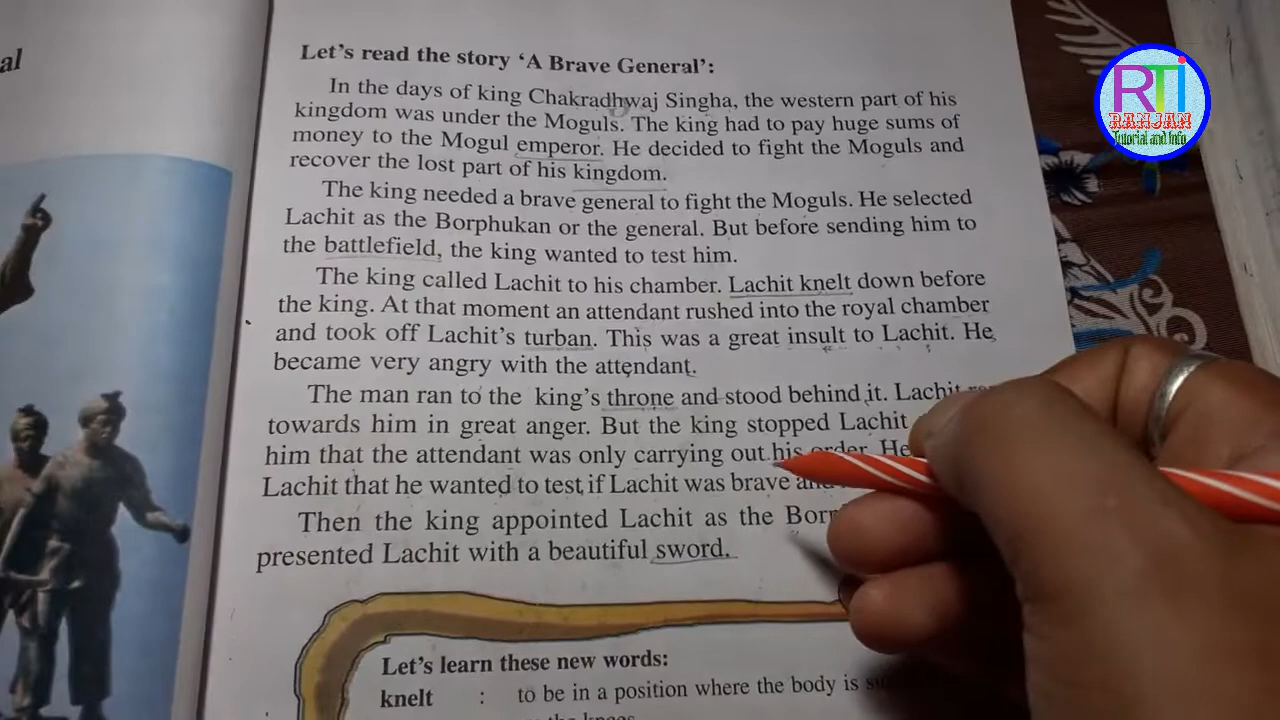 al
Let's read the story 'A Brave General':
In the days of king Chakradhwaj Singha, the western part of his
kingdom was under the Moguls. The king had to pay huge sums of
money to the Mogul emperor. He decided to fight the Moguls and
recover the lost part of his kingdom.
The king needed a brave general to fight the Moguls. He selected
Lachit as the Borphukan or the general. But before sending him to
the battlefield, the king wanted to test him.
The king called Lachit to his chamber. Lachit knelt down before
the king. At that moment an attendant rushed into the royal chamber
and took off Lachit's turban. This was a great insult to Lachit. He
became very angry with the attendant.
The man ran to the king's throne and stood behind it. Lachit
towards him in great anger. But the king stopped Lachit
him that the attendant was only carrying out his order. He
Lachit that he wanted to test if Lachit was brave
Then the king appointed Lachit as the
presented Lachit with a beautiful sword.
Let's learn these new words:
knelt : to be in a position where the body is
the knees
RTi
RANJAN
Tutorial and Info